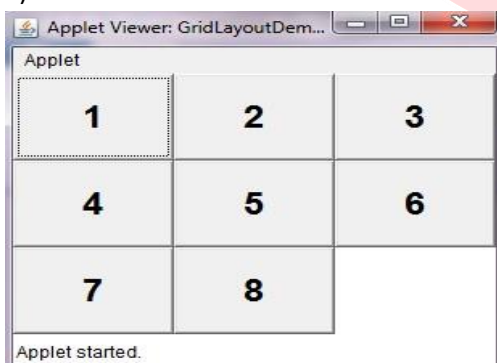 Applet Viewer: GridLayoutDem...
Applet
1 2 3
4 5 6
7 8
Applet started.